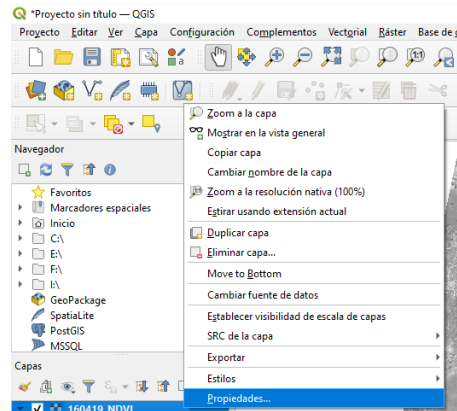 *Proyecto sin título — QGIS
Proyecto Editar Ver Capa Configuración Complementos Vectorial Ráster Base de
1:1
Zoom a la capa
Mostrar en la vista general
Copiar capa
Cambiar nombre de la capa
Zoom a la resolución nativa (100%)
Estirar usando extensión actual
Duplicar capa
Eliminar capa...
Move to Bottom
Cambiar fuente de datos
Establecer visibilidad de escala de capas
SRC de la capa
Exportar
Estilos
Propiedades...
Navegador
Favoritos
Marcadores espaciales
Inicio
C:\
E:\
F:\
I:\
GeoPackage
SpatiaLite
PostGIS
MSSQL
Capas
160419_NDVI